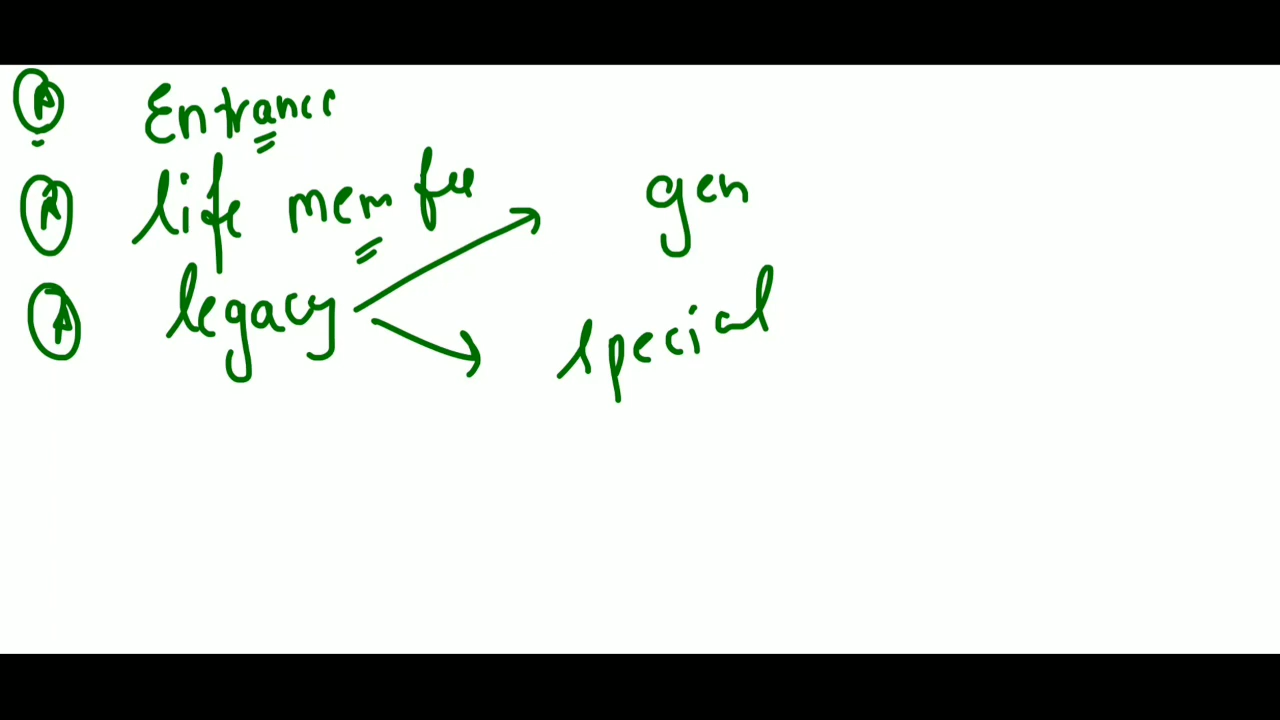 Entrance
life mem fee
gen
legacy
special